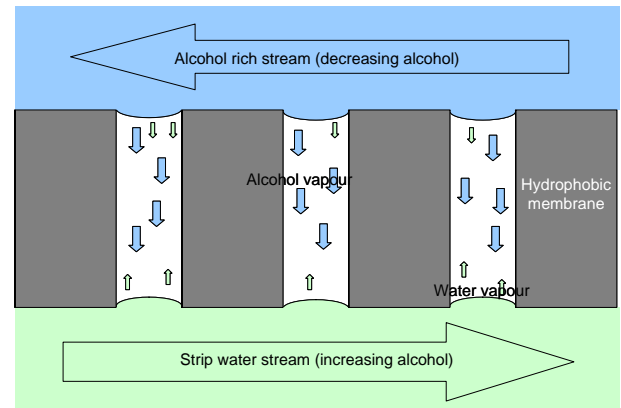 Alcohol rich stream (decreasing alcohol)
Alcohol vapour
Hydrophobic
membrane
Water vapour
Strip water stream (increasing alcohol)